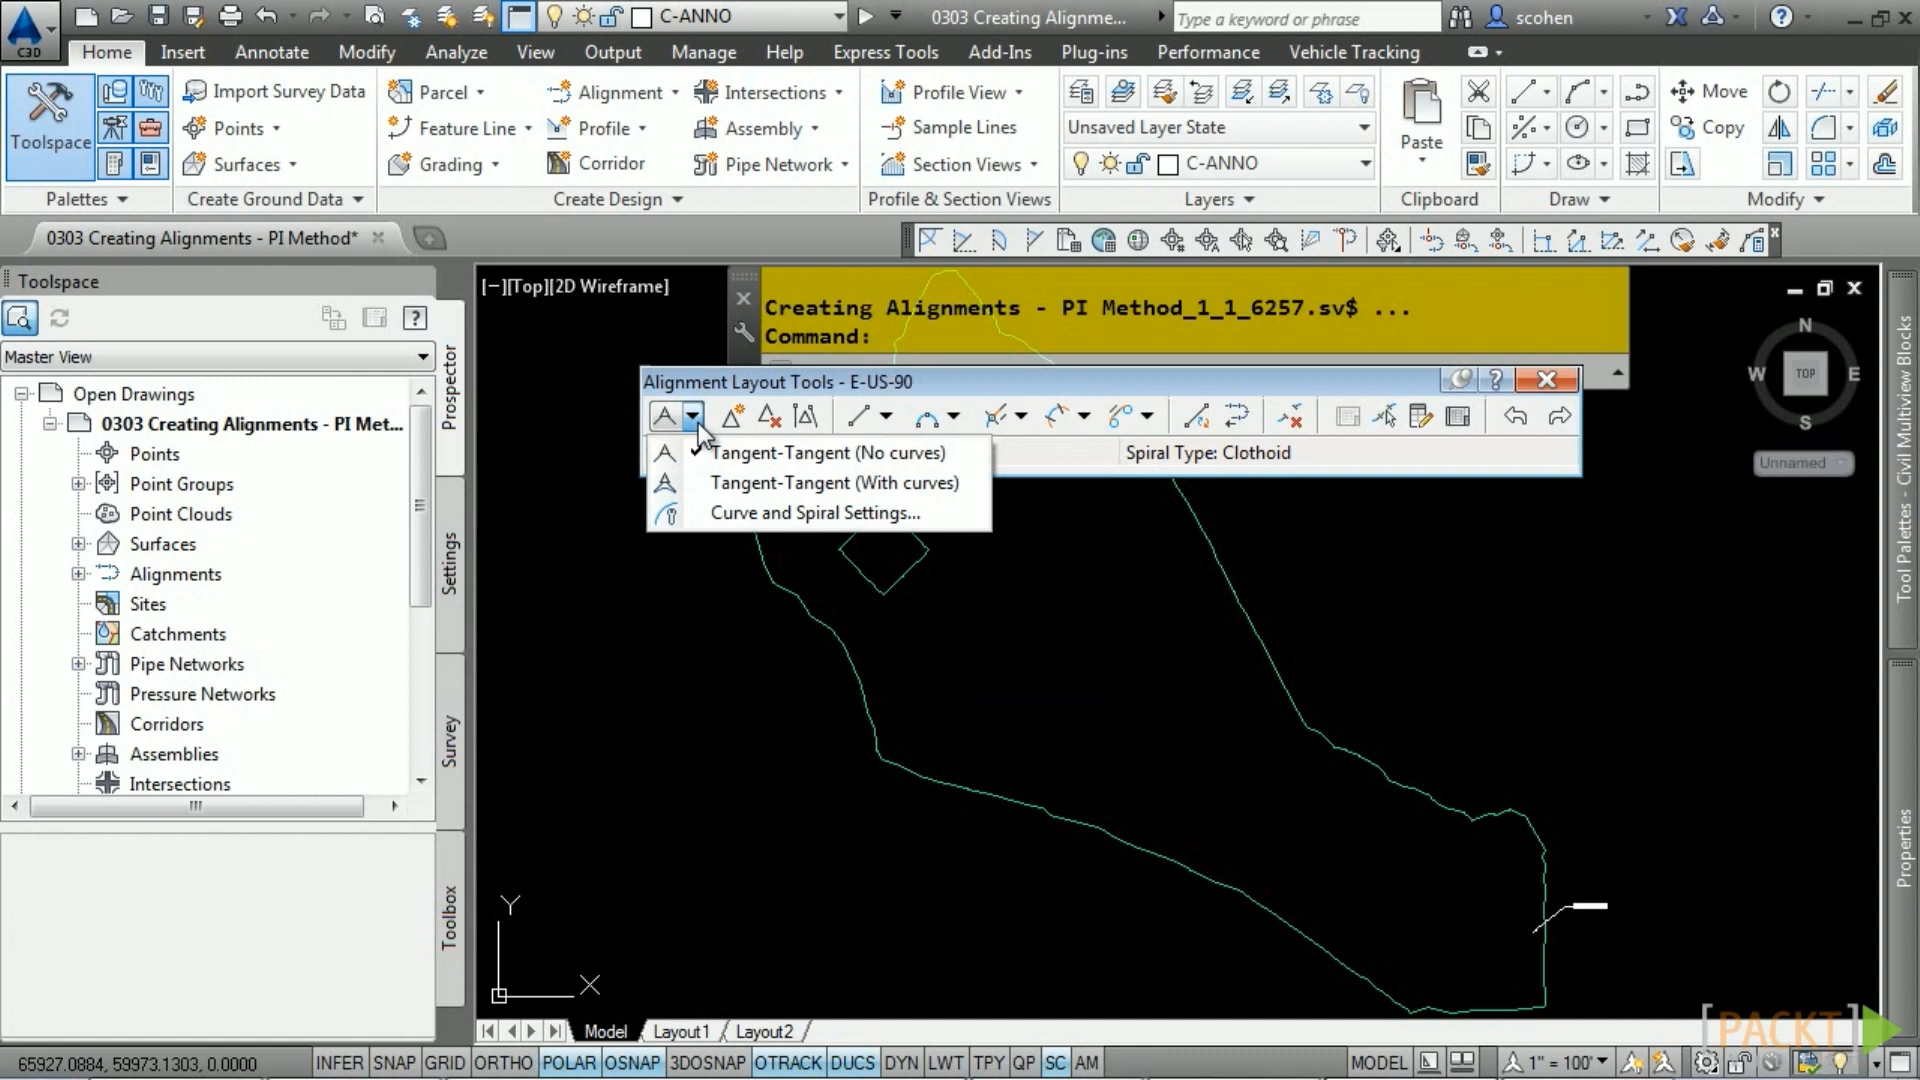 C3D
C-ANNO
0303 Creating Alignme...
Type a keyword or phrase
scohen
Home Insert Annotate Modify Analyze View Output Manage Help Express Tools Add-Ins Plug-ins Performance Vehicle Tracking
Toolspace
Import Survey Data
Points
Surfaces
Parcel
Feature Line
Grading
Alignment
Profile
Corridor
Intersections
Assembly
Pipe Network
Profile View
Sample Lines
Section Views
Unsaved Layer State
C-ANNO
Paste
Move
Copy
Palettes Create Ground Data Create Design Profile & Section Views Layers Clipboard Draw Modify
0303 Creating Alignments - PI Method*
Toolspace
Master View
Open Drawings
0303 Creating Alignments - PI Met...
Points
Point Groups
Point Clouds
Surfaces
Alignments
Sites
Catchments
Pipe Networks
Pressure Networks
Corridors
Assemblies
Intersections
Prospector
Settings
Survey
Toolbox
[−][Top][2D Wireframe]
Creating Alignments - PI Method_1_1_6257.sv$ ...
Command:
Alignment Layout Tools - E-US-90
Tangent-Tangent (No curves)
Tangent-Tangent (With curves)
Curve and Spiral Settings...
Spiral Type: Clothoid
N
W TOP E
S
Unnamed
Tool Palettes - Civil Multiview Blocks
Properties
Y
X
[PACKT]
Model Layout1 Layout2
65927.0884, 59973.1303, 0.0000 INFER SNAP GRID ORTHO POLAR OSNAP 3DOSNAP OTRACK DUCS DYN LWT TPY QP SC AM MODEL 1" = 100'